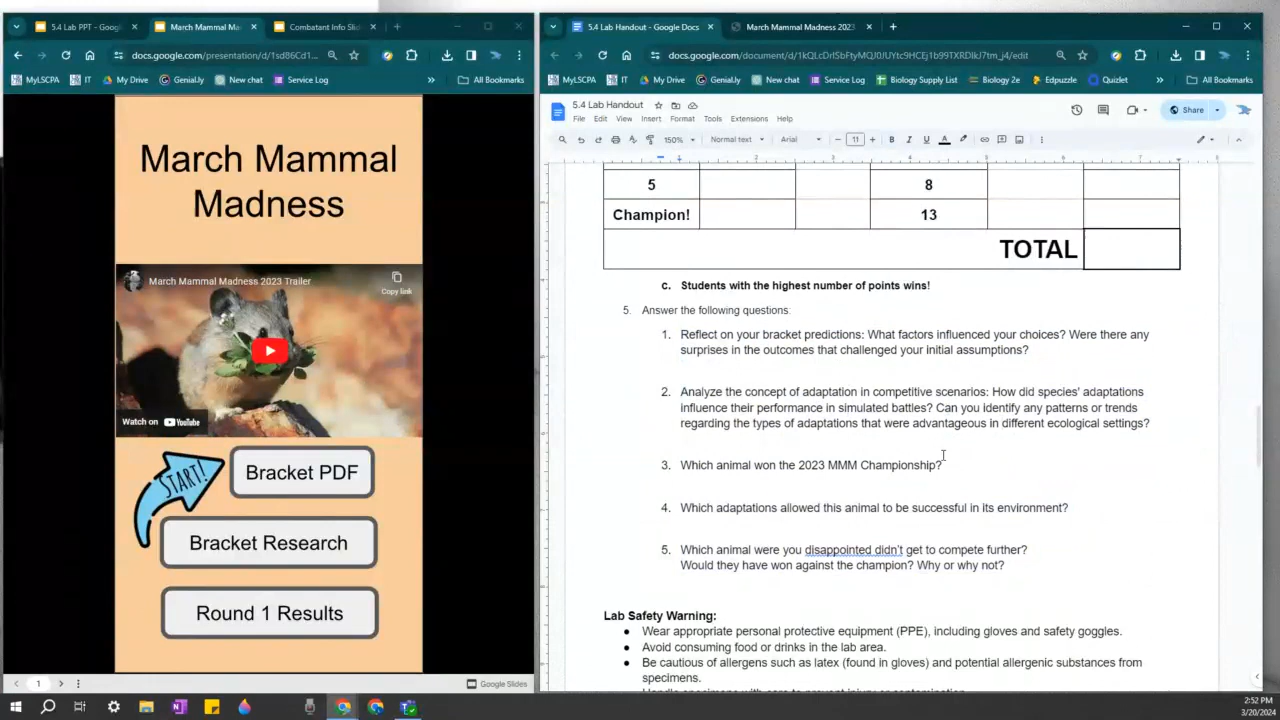 5.4 Lab PPT - Goog
March Mammal Ma
Combatant Info Slid
docs.google.com/presentation/d/1sd86Cd1...
MyLSCPA
IT
My Drive
Genial.ly
New chat
Service Log
All Bookmarks
March Mammal
Madness
March Mammal Madness 2023 Trailer
Copy link
Watch on YouTube
START!
Bracket PDF
Bracket Research
Round 1 Results
1
Google Slides
5.4 Lab Handout - Google Docs
March Mammal Madness 2023
MyLSCPA
IT
My Drive
Genial.ly
New chat
Service Log
Biology Supply List
Biology 2e
Edpuzzle
Quizlet
All Bookmarks
5.4 Lab Handout
File Edit View Insert Format Tools Extensions Help
Share
150%
Normal text
Arial
11
5 8
Champion! 13
TOTAL
c. Students with the highest number of points wins!
5. Answer the following questions:
1. Reflect on your bracket predictions: What factors influenced your choices? Were there any
surprises in the outcomes that challenged your initial assumptions?
2. Analyze the concept of adaptation in competitive scenarios: How did species' adaptations
influence their performance in simulated battles? Can you identify any patterns or trends
regarding the types of adaptations that were advantageous in different ecological settings?
3. Which animal won the 2023 MMM Championship?
4. Which adaptations allowed this animal to be successful in its environment?
5. Which animal were you disappointed didn't get to compete further?
Would they have won against the champion? Why or why not?
Lab Safety Warning:
● Wear appropriate personal protective equipment (PPE), including gloves and safety goggles.
● Avoid consuming food or drinks in the lab area.
● Be cautious of allergens such as latex (found in gloves) and potential allergenic substances from
specimens.
2:52 PM
3/20/2024